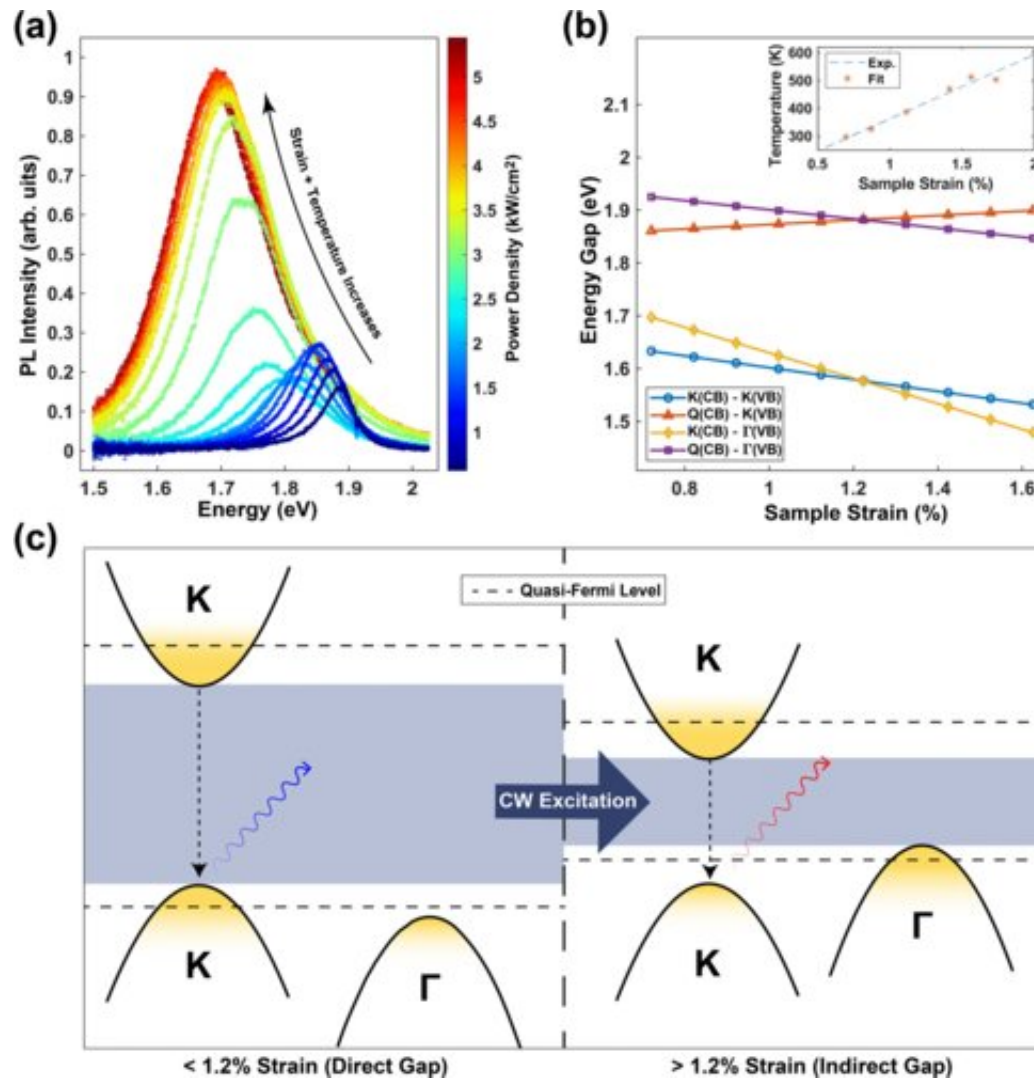 (a)
1
0.9
0.8
0.7
0.6
0.5
0.4
0.3
0.2
0.1
0
PL Intensity (arb. uits)
1.5 1.6 1.7 1.8 1.9 2
Energy (eV)
Strain + Temperature Increases
5
4.5
4
3.5
3
2.5
2
1.5
1
Power Density (kW/cm²)
(b)
2.1
2
1.9
1.8
1.7
1.6
1.5
Energy Gap (eV)
0.8 1 1.2 1.4 1.6
Sample Strain (%)
600
500
400
300
Temperature (K)
Exp.
Fit
0.5 1 1.5 2
Sample Strain (%)
K(CB) - K(VB)
Q(CB) - K(VB)
K(CB) - Γ(VB)
Q(CB) - Γ(VB)
(c)
Quasi-Fermi Level
K
K
Γ
CW Excitation
K
K
Γ
< 1.2% Strain (Direct Gap)
> 1.2% Strain (Indirect Gap)